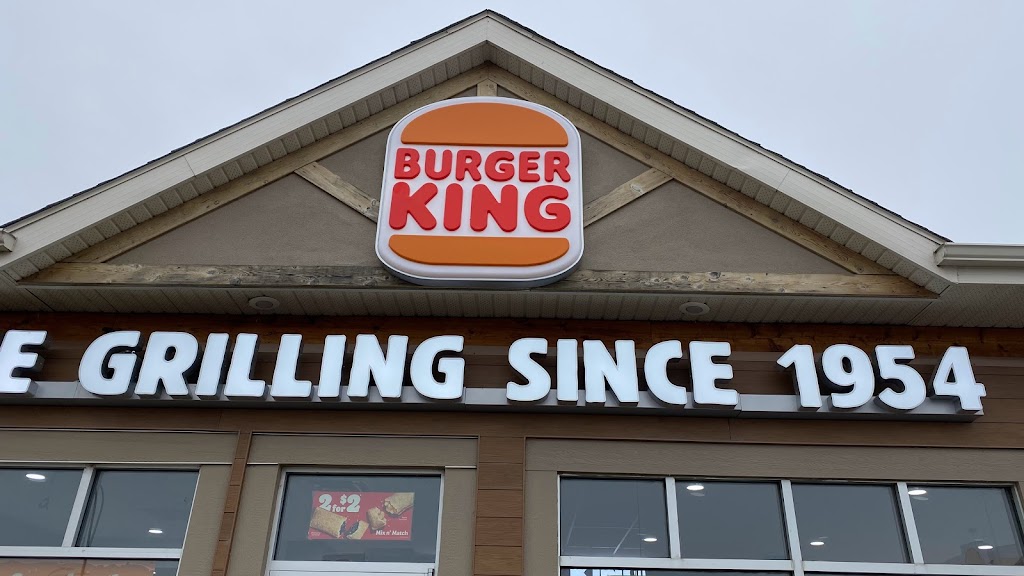 BURGER
KING
E GRILLING SINCE 1954
2 for $2
Mix n' Match